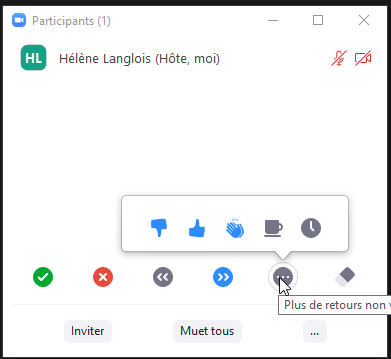 Participants (1)
HL Hélène Langlois (Hôte, moi)
Plus de retours non
Inviter Muet tous ...